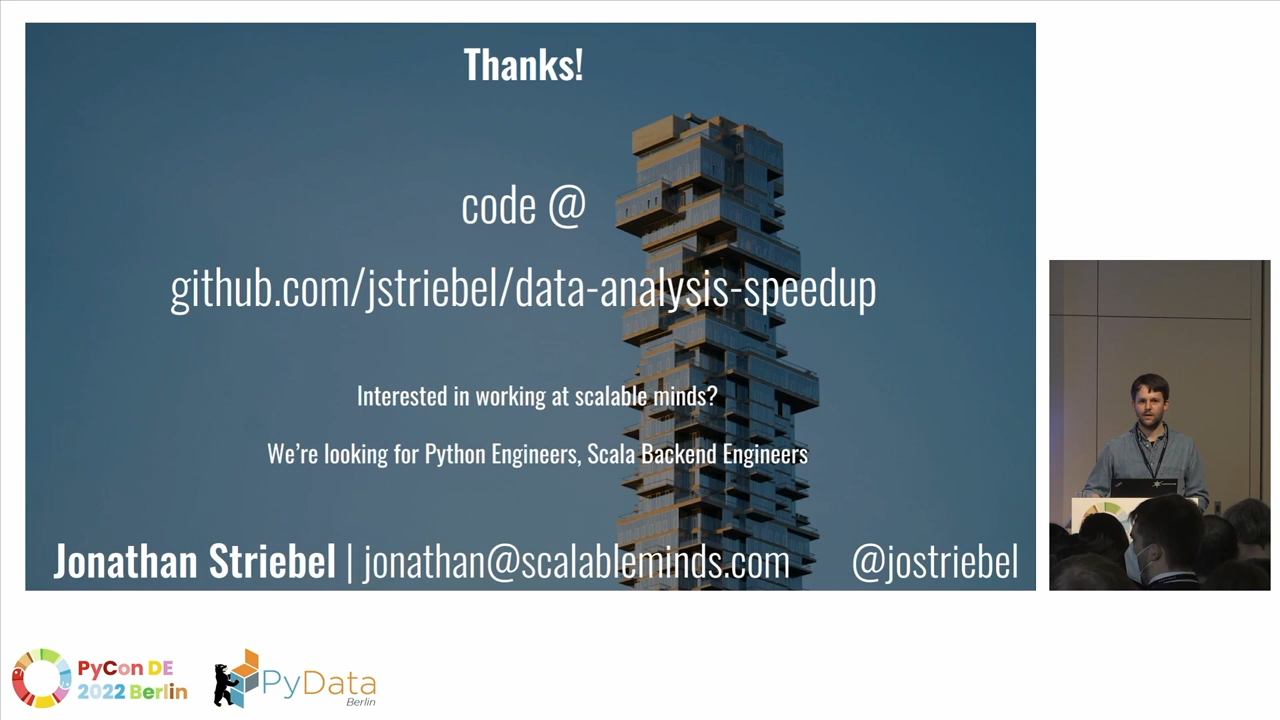 Thanks!
code @
github.com/jstriebel/data-analysis-speedup
Interested in working at scalable minds?
We're looking for Python Engineers, Scala Backend Engineers
Jonathan Striebel | jonathan@scalableminds.com @jostriebel
PyCon DE
2022 Berlin
PyData
Berlin